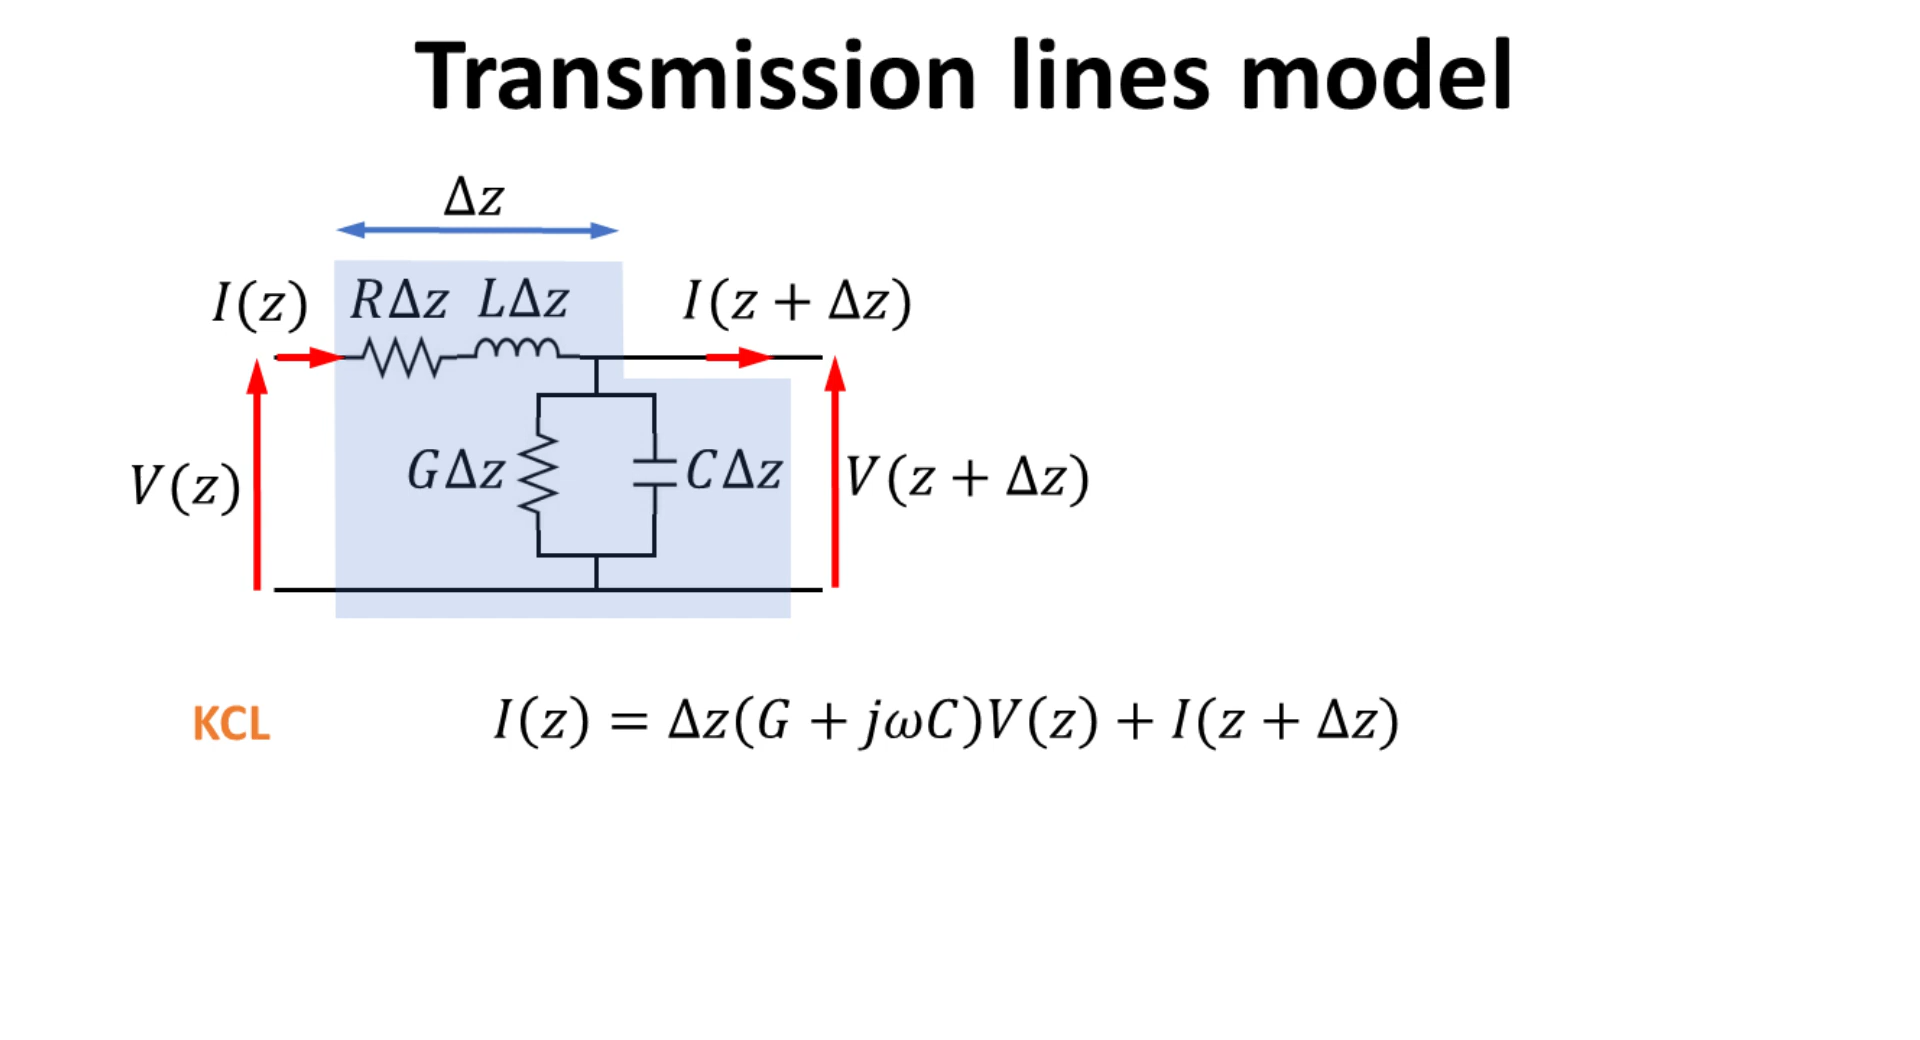 Transmission lines model
Δz
I(z) RΔz LΔz I(z + Δz)
V(z) GΔz CΔz V(z + Δz)
KCL I(z) = Δz(G + jωC)V(z) + I(z + Δz)